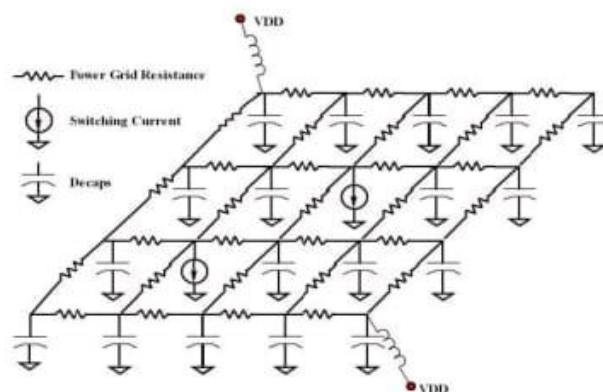 VDD
Power Grid Resistance
Switching Current
Decaps
VDD